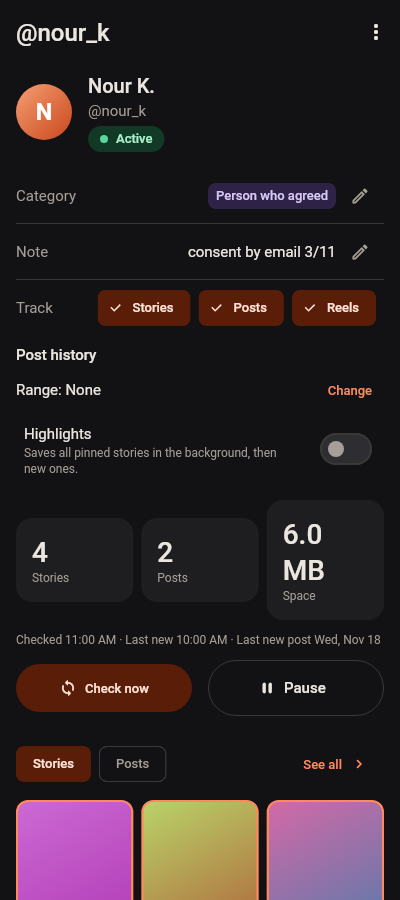 @nour_k
N
Nour K.
@nour_k
Active
Category
Person who agreed
Note
consent by email 3/11
Track
Stories
Posts
Reels
Post history
Range: None
Change
Highlights
Saves all pinned stories in the background, then
new ones.
4
Stories
2
Posts
6.0
MB
Space
Checked 11:00 AM · Last new 10:00 AM · Last new post Wed, Nov 18
Check now
Pause
Stories
Posts
See all